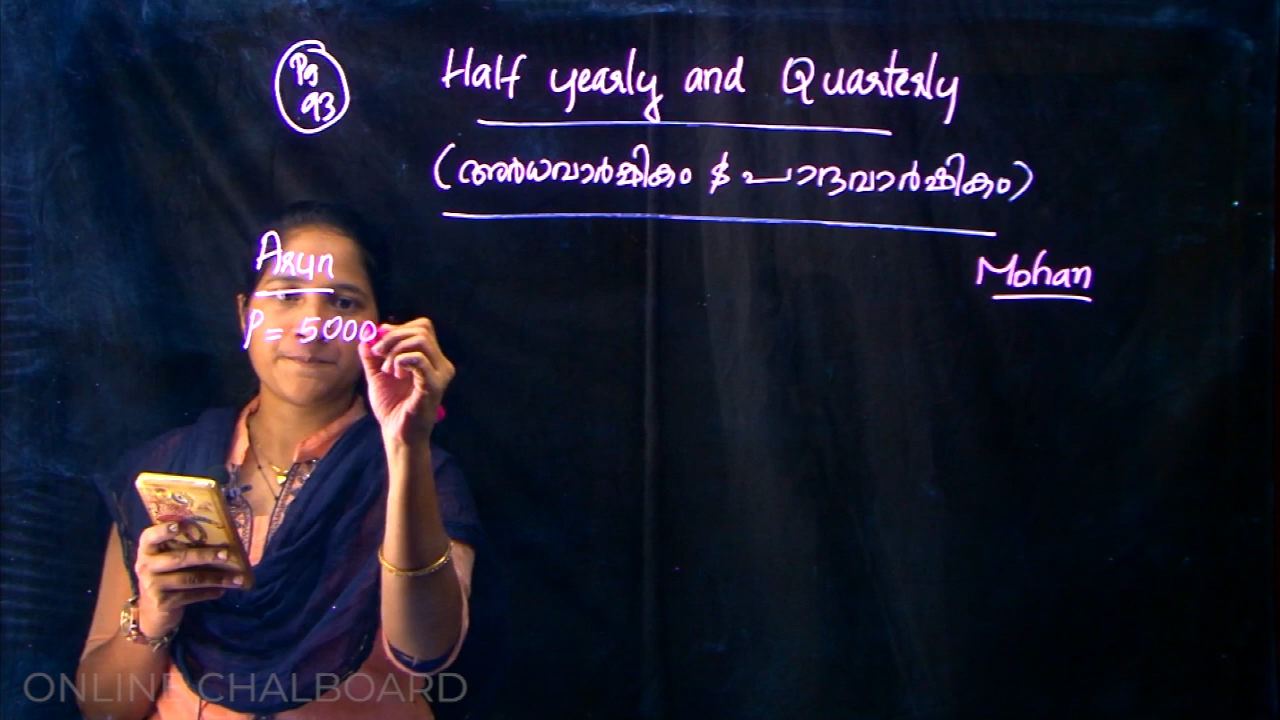 Pg
93
Half yearly and Quarterly
(അർധവാർഷികം & പാദവാർഷികം)
Arun
Mohan
P = 5000
ONLINE CHALBOARD